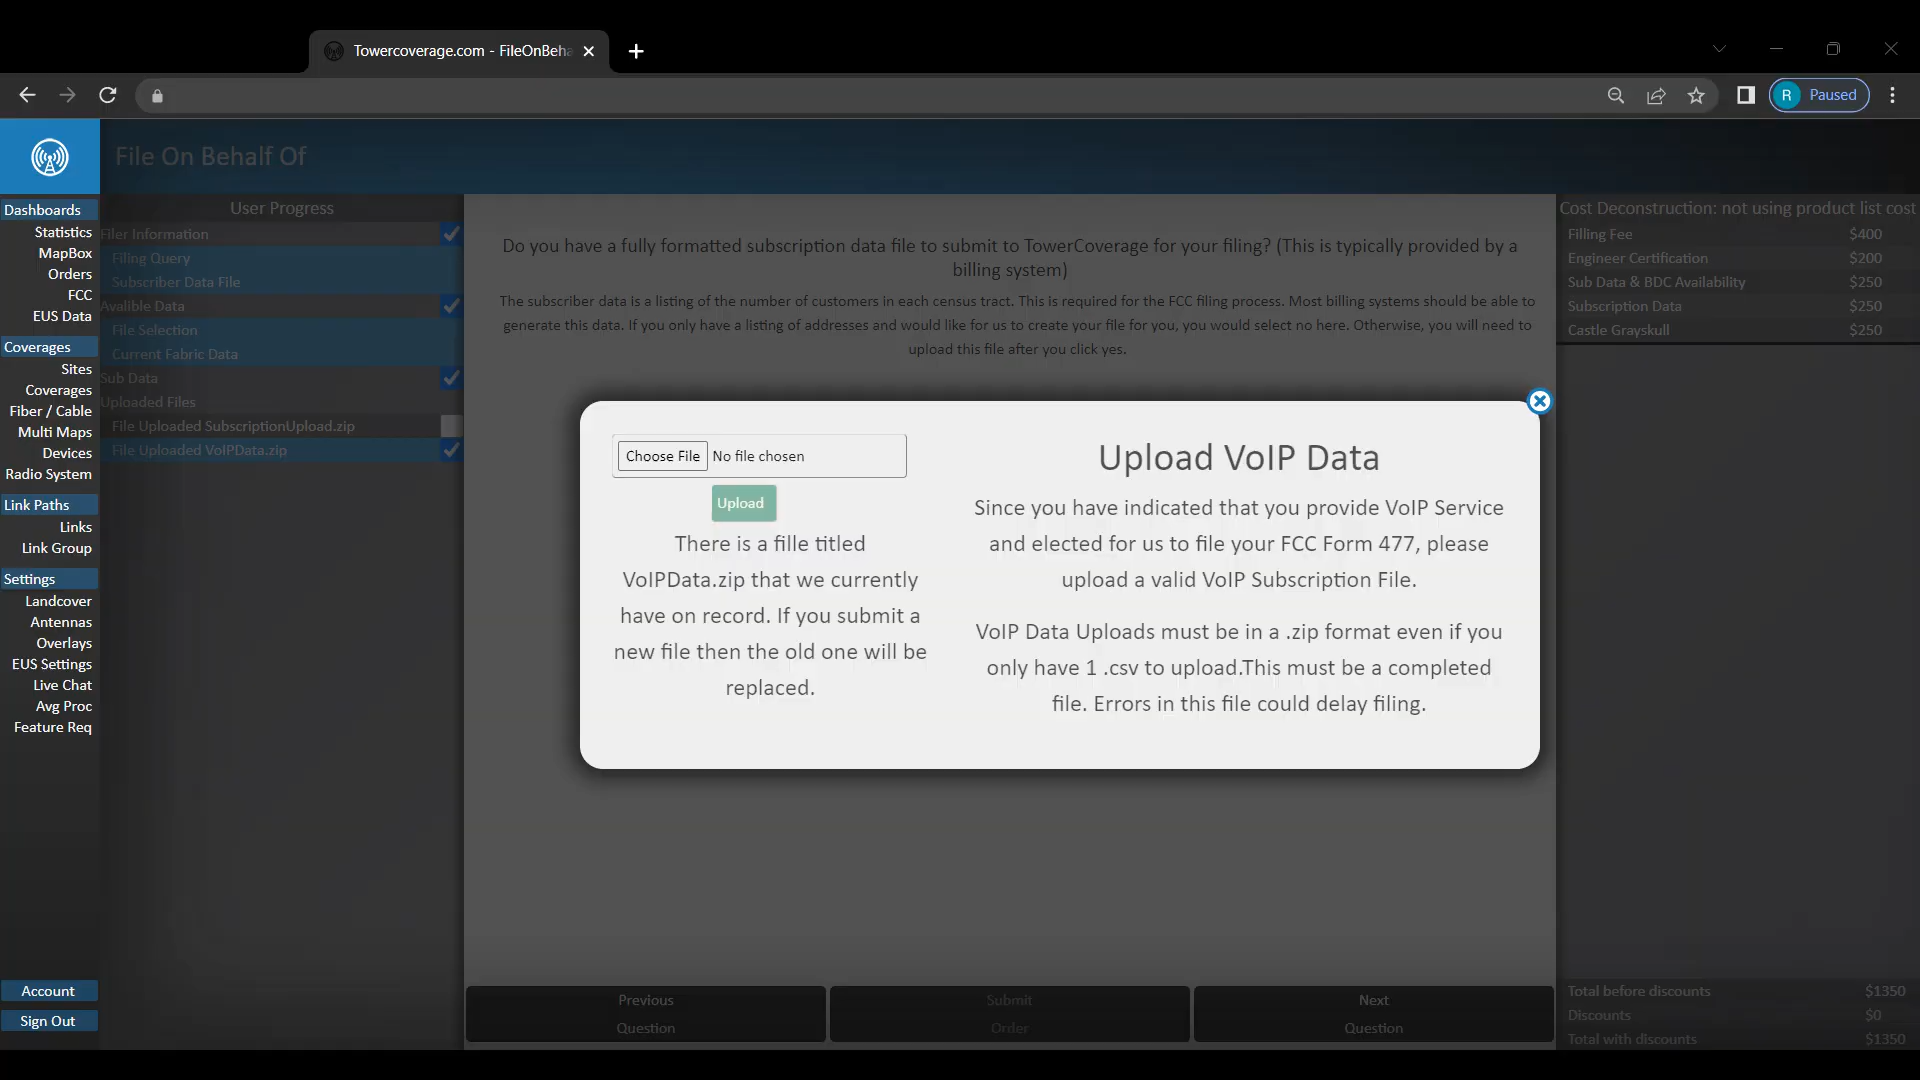 Towercoverage.com - FileOnBeha
R Paused
File On Behalf Of
Dashboards
Statistics
MapBox
Orders
FCC
EUS Data
Coverages
Sites
Coverages
Fiber / Cable
Multi Maps
Devices
Radio System
Link Paths
Links
Link Group
Settings
Landcover
Antennas
Overlays
EUS Settings
Live Chat
Avg Proc
Feature Req
Account
Sign Out
User Progress
Filer Information
Filing Query
Subscriber Data File
Avalible Data
File Selection
Current Fabric Data
Sub Data
Uploaded Files
File Uploaded SubscriptionUpload.zip
File Uploaded VoIPData.zip
Do you have a fully formatted subscription data file to submit to TowerCoverage for your filing? (This is typically provided by a
billing system)
The subscriber data is a listing of the number of customers in each census tract. This is required for the FCC filing process. Most billing systems should be able to
generate this data. If you only have a listing of addresses and would like for us to create your file for you, you would select no here. Otherwise, you will need to
upload this file after you click yes.
Choose File No file chosen
Upload
There is a fille titled
VoIPData.zip that we currently
have on record. If you submit a
new file then the old one will be
replaced.
Upload VoIP Data
Since you have indicated that you provide VoIP Service
and elected for us to file your FCC Form 477, please
upload a valid VoIP Subscription File.
VoIP Data Uploads must be in a .zip format even if you
only have 1 .csv to upload.This must be a completed
file. Errors in this file could delay filing.
Previous
Question
Submit
Order
Next
Question
Cost Deconstruction: not using product list cost
Filling Fee $400
Engineer Certification $200
Sub Data & BDC Availability $250
Subscription Data $250
Castle Grayskull $250
Total before discounts $1350
Discounts $0
Total with discounts $1350